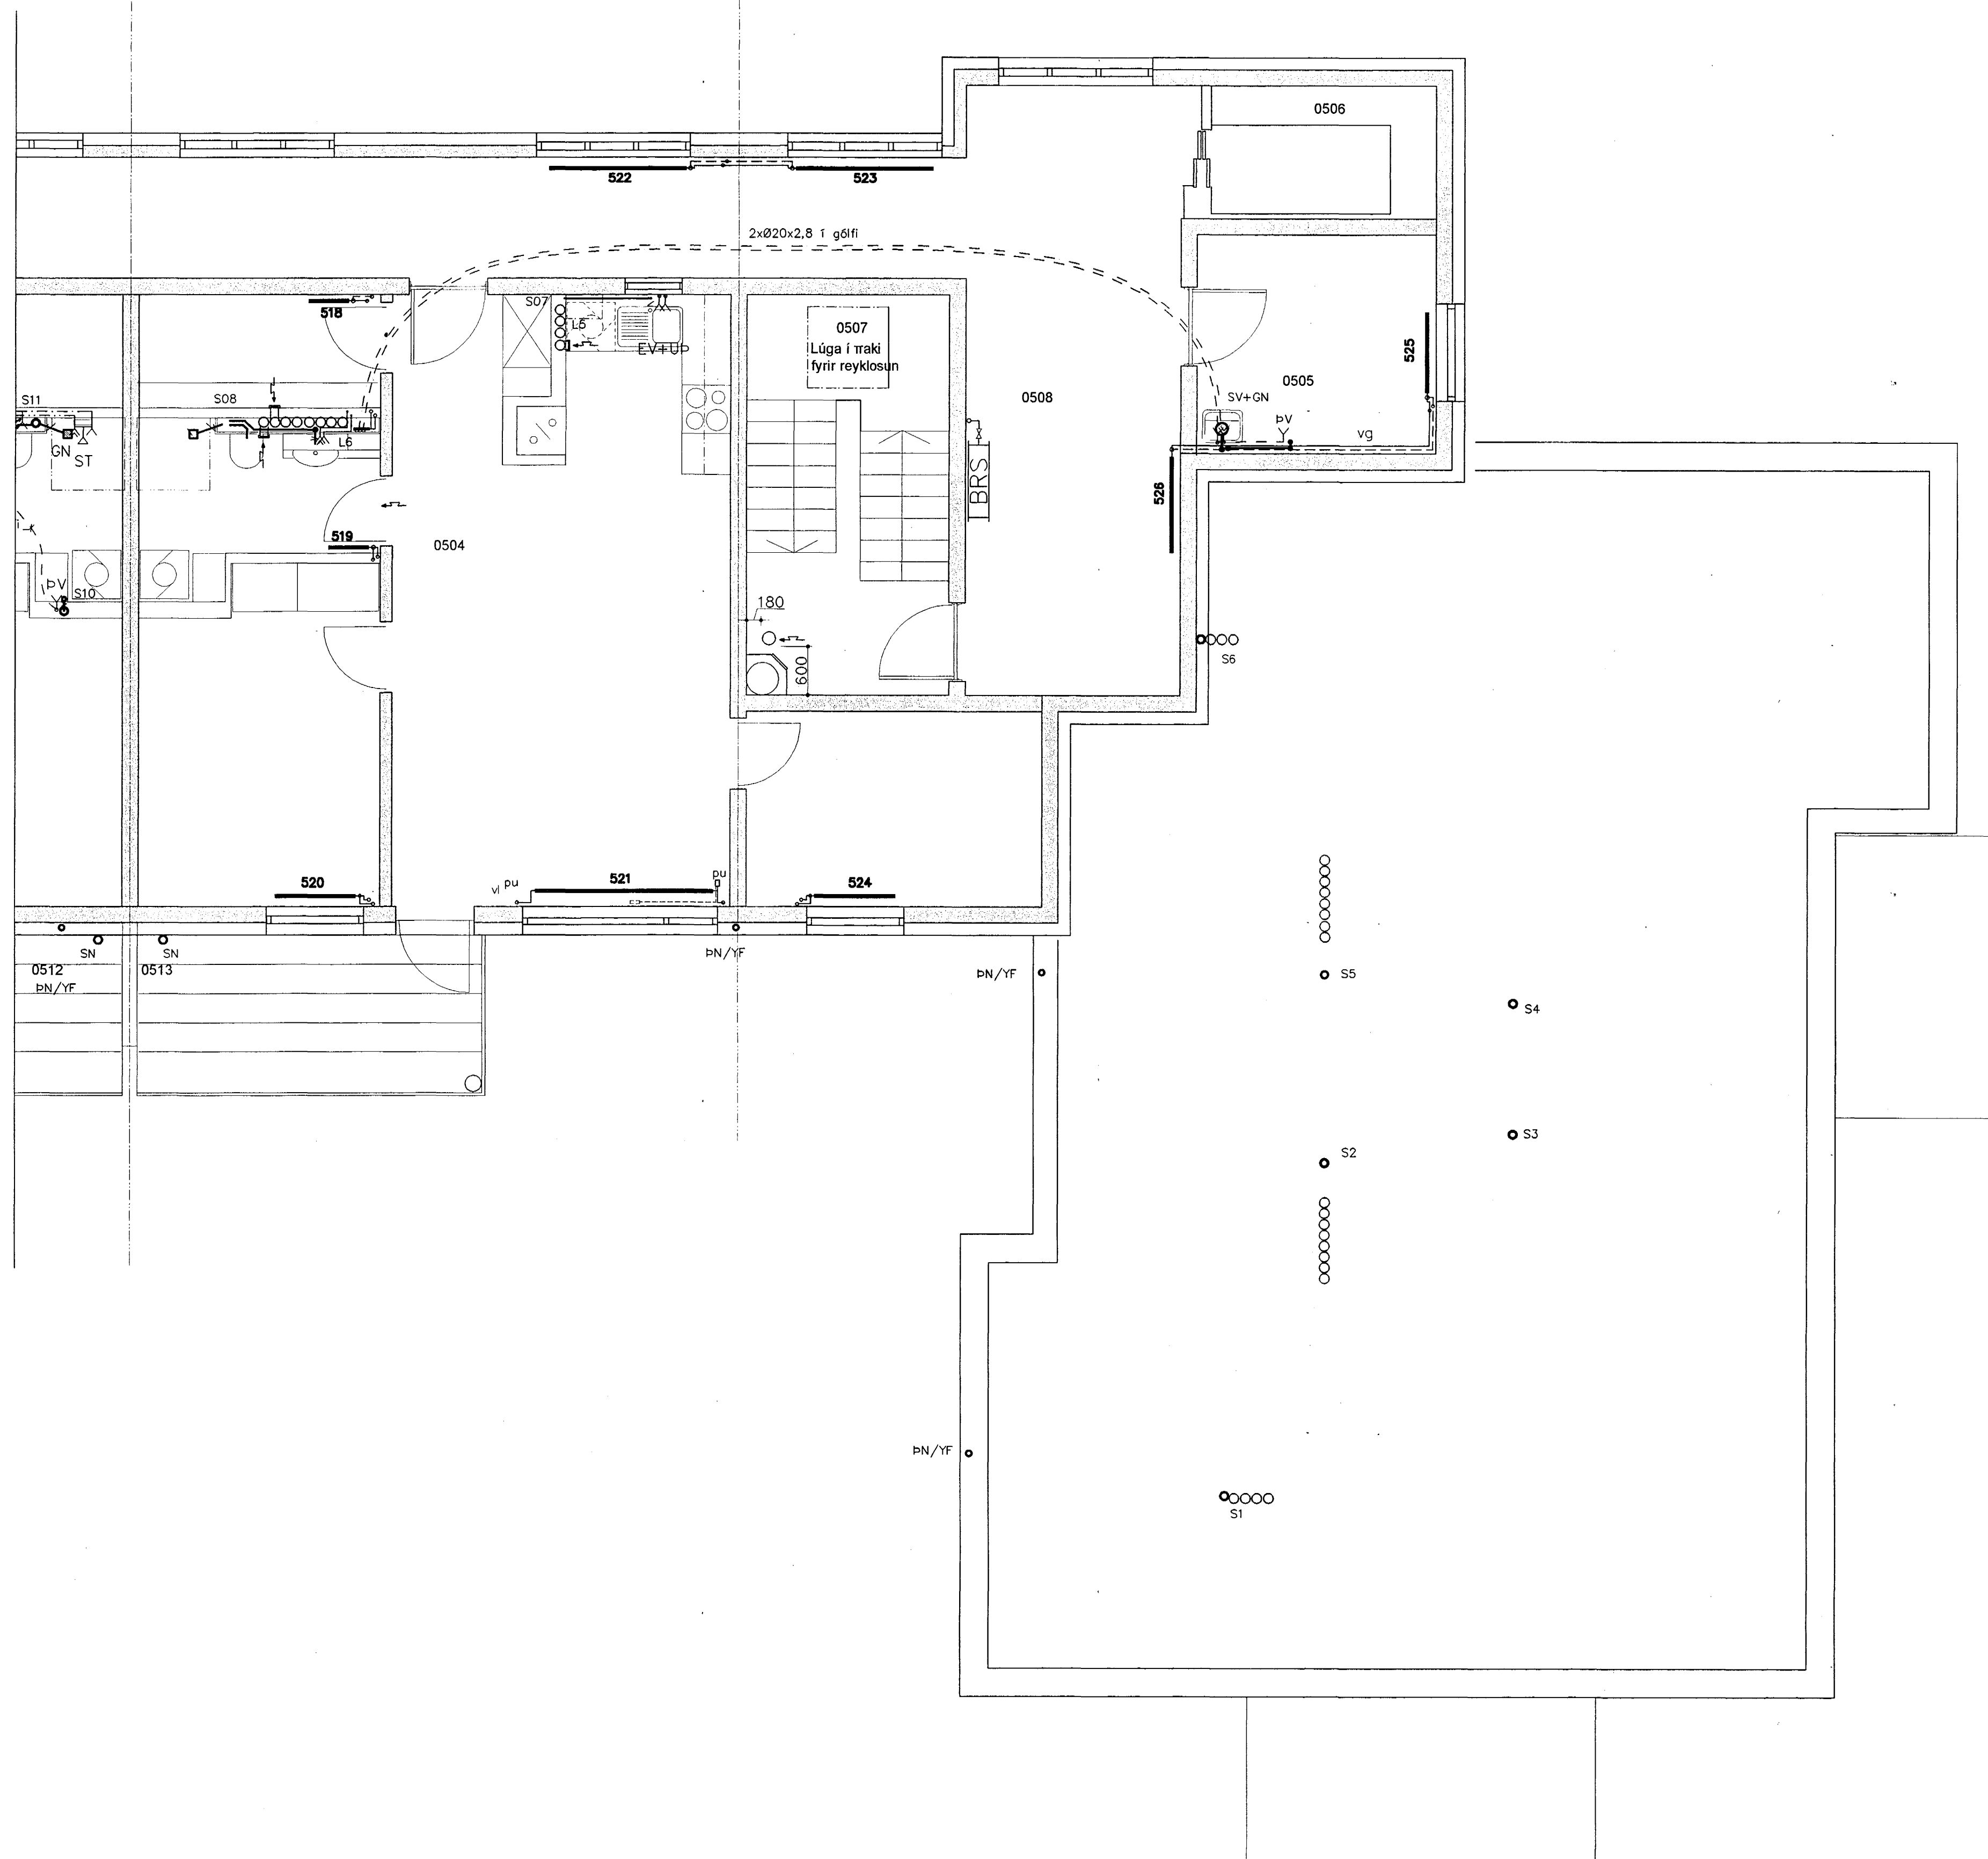 0506
522
523
2xØ20x2,8 í gólfi
518
S07
L5
EV+UP
0507
Lúga í þaki
fyrir reyklosun
0508
525
0505
SV+GN
ÞV
vg
S11
S08
L6
GN
ST
BRS
526
519
0504
ÞV
S10
180
600
S6
520
vl
pu
521
pu
524
SN
SN
0512
0513
ÞN/YF
ÞN/YF
ÞN/YF
S5
S4
S3
S2
ÞN/YF
S1